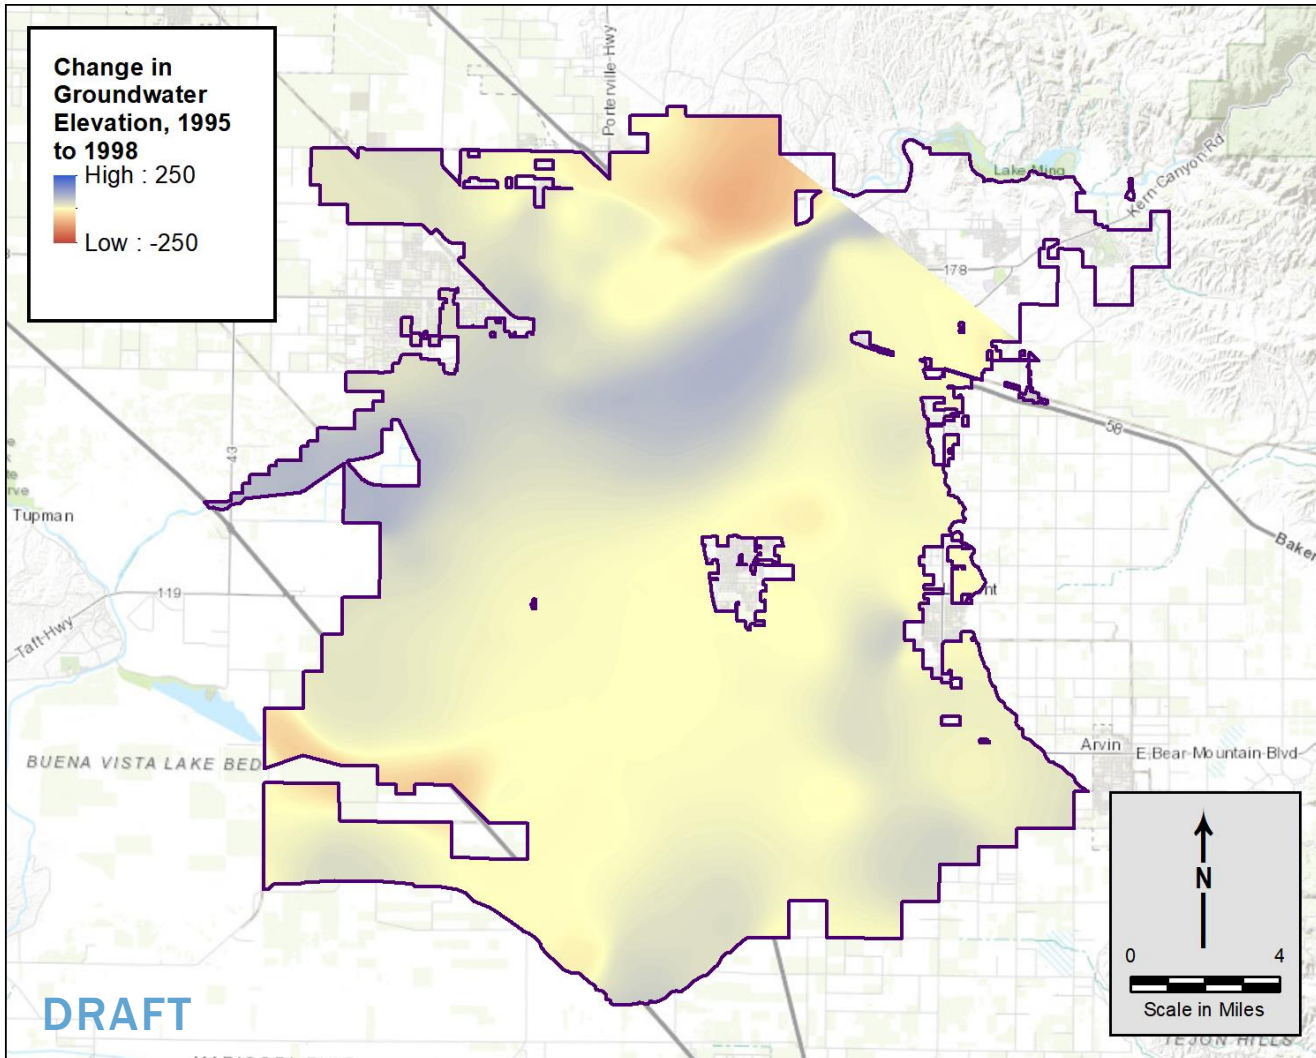 Change in
Groundwater
Elevation, 1995
to 1998
High : 250
Low : -250
Porterville Hwy
Lake Ming
Kern Canyon Rd
178
43
58
Tupman
119
Taft Hwy
Baker
BUENA VISTA LAKE BED
Arvin
E Bear Mountain Blvd
N
0 4
Scale in Miles
DRAFT
TEJON HILLS